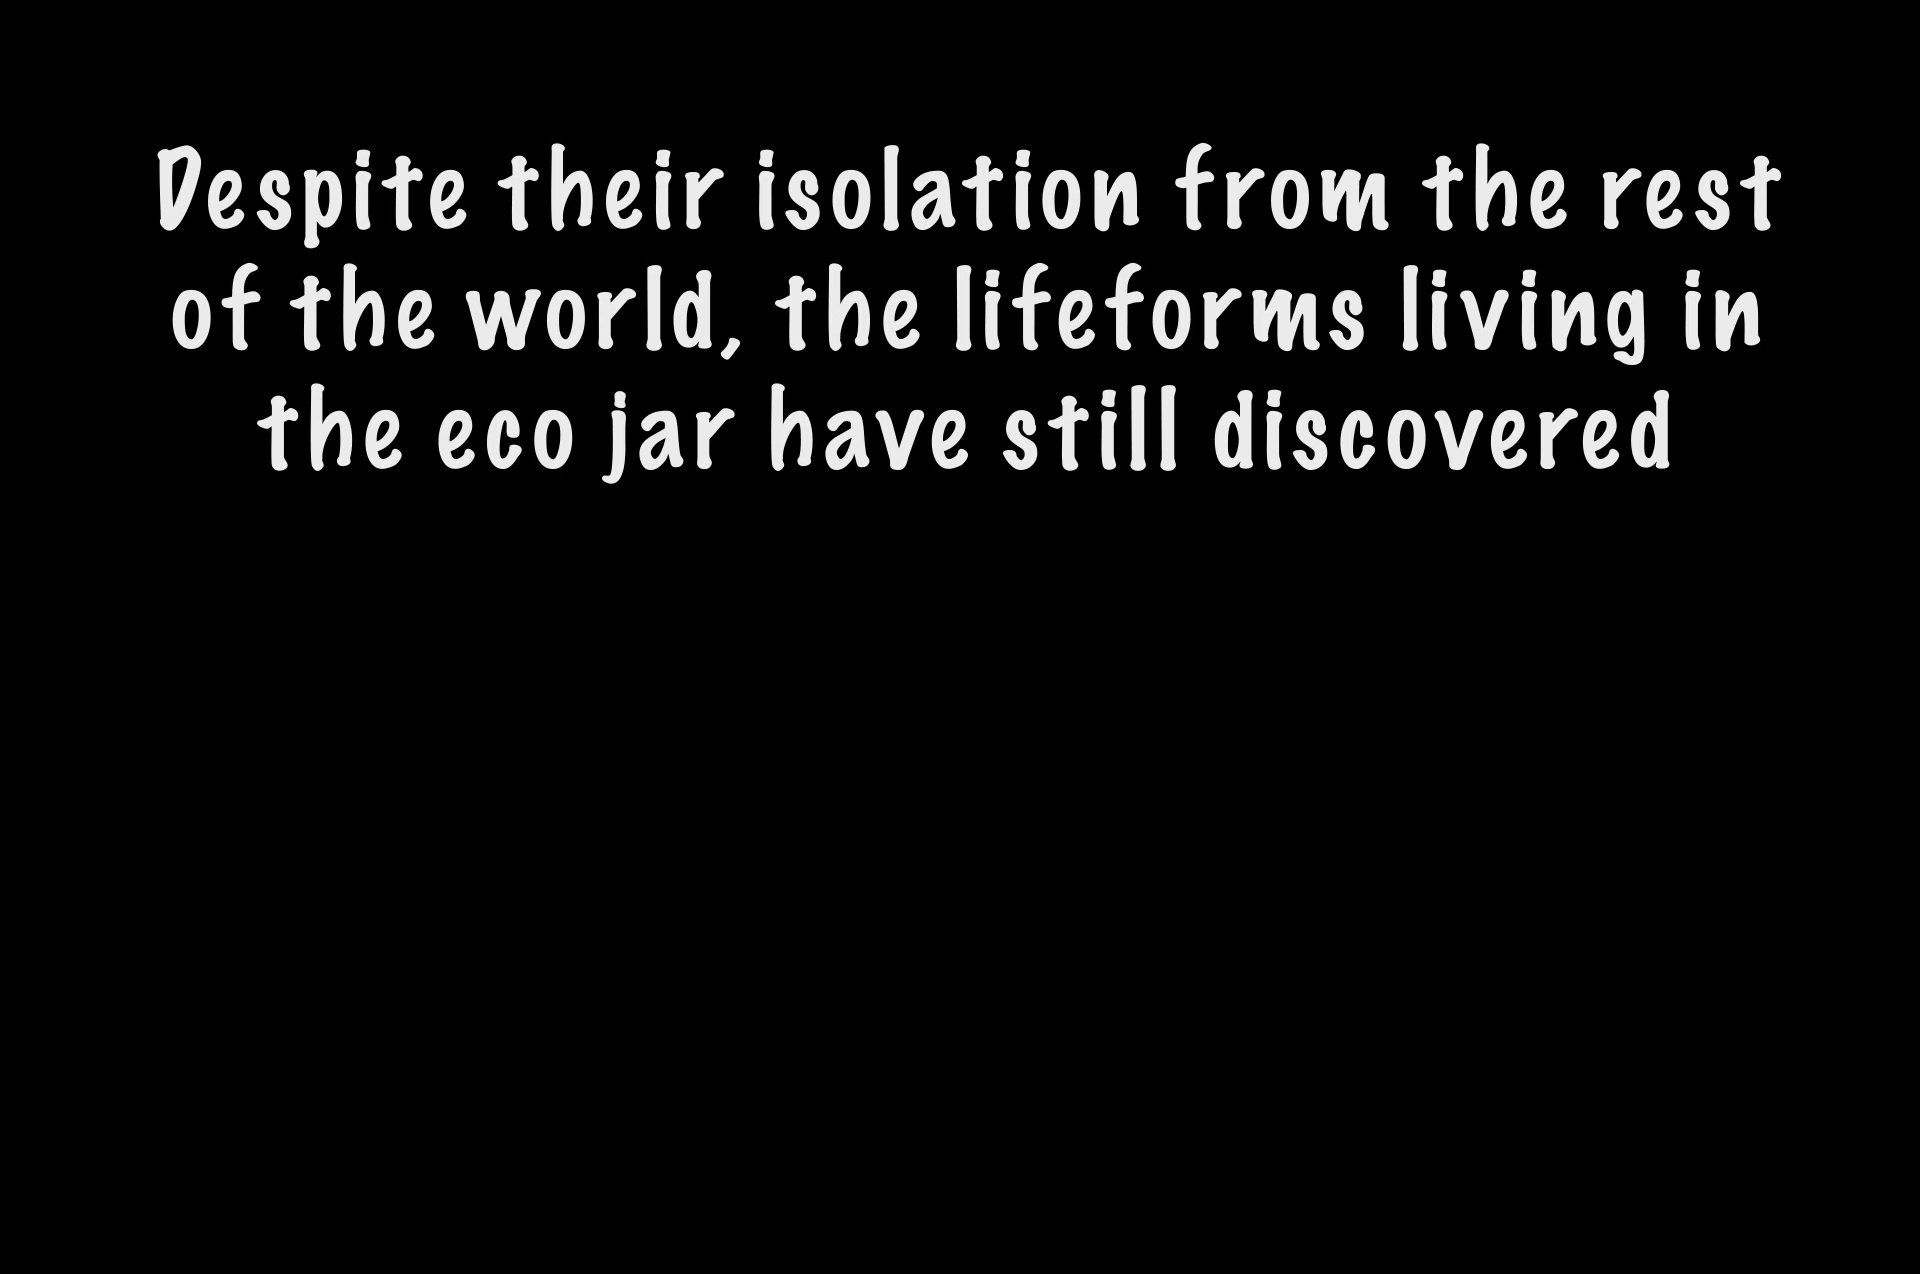 Despite their isolation from the rest
of the world, the lifeforms living in
the eco jar have still discovered